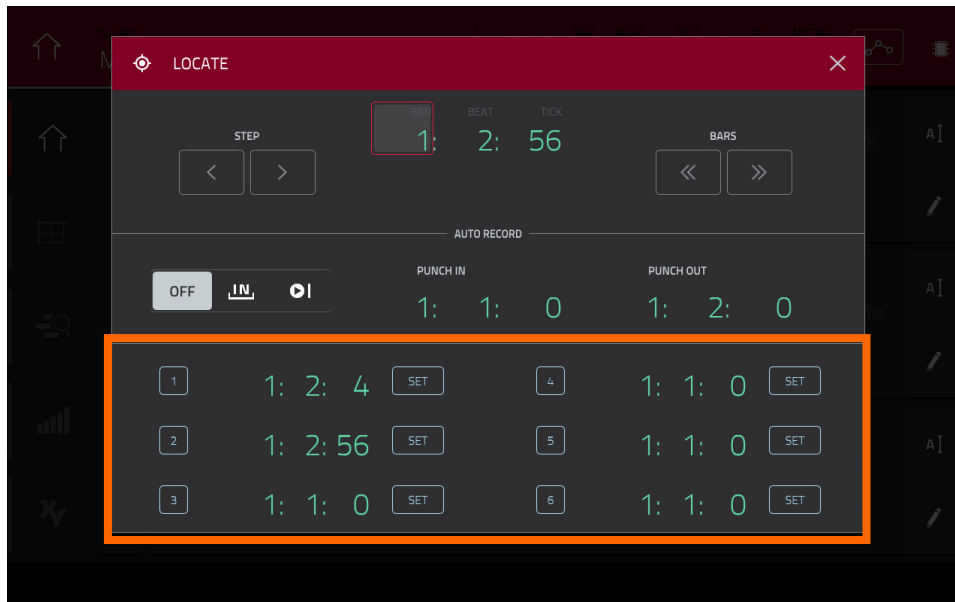 LOCATE
BAR BEAT TICK
STEP 1: 2: 56 BARS
AUTO RECORD
PUNCH IN PUNCH OUT
OFF IN 1: 1: 0 1: 2: 0
1 1: 2: 4 SET 4 1: 1: 0 SET
2 1: 2: 56 SET 5 1: 1: 0 SET
3 1: 1: 0 SET 6 1: 1: 0 SET
XY